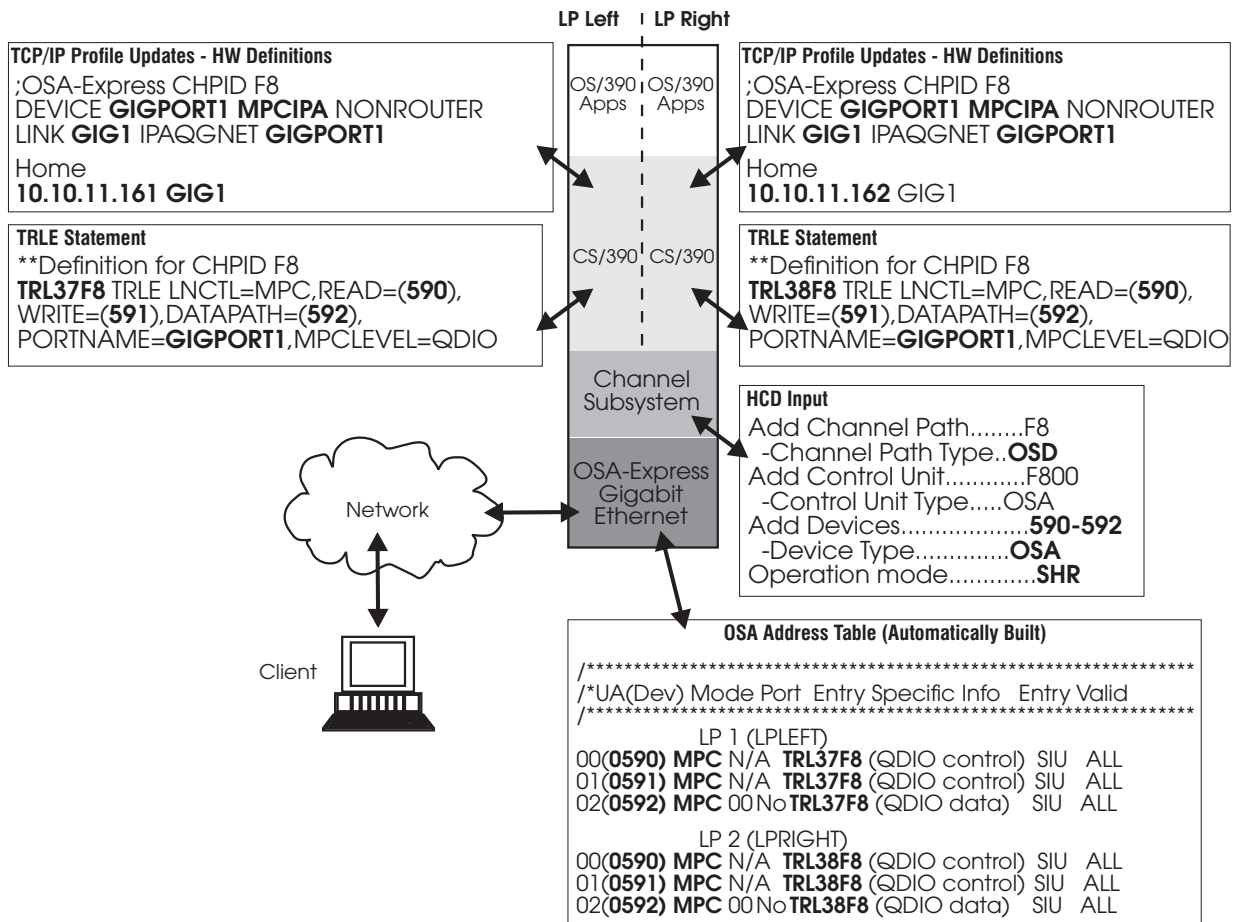 LP Left
LP Right
TCP/IP Profile Updates - HW Definitions
;OSA-Express CHPID F8
DEVICE GIGPORT1 MPCIPA NONROUTER
LINK GIG1 IPAQGNET GIGPORT1
Home
10.10.11.161 GIG1
OS/390 Apps
OS/390 Apps
TCP/IP Profile Updates - HW Definitions
;OSA-Express CHPID F8
DEVICE GIGPORT1 MPCIPA NONROUTER
LINK GIG1 IPAQGNET GIGPORT1
Home
10.10.11.162 GIG1
TRLE Statement
**Definition for CHPID F8
TRL37F8 TRLE LNCTL=MPC,READ=(590),
WRITE=(591),DATAPATH=(592),
PORTNAME=GIGPORT1,MPCLEVEL=QDIO
CS/390
CS/390
TRLE Statement
**Definition for CHPID F8
TRL38F8 TRLE LNCTL=MPC,READ=(590),
WRITE=(591),DATAPATH=(592),
PORTNAME=GIGPORT1,MPCLEVEL=QDIO
Channel
Subsystem
HCD Input
Add Channel Path........F8
-Channel Path Type..OSD
Add Control Unit............F800
-Control Unit Type.....OSA
Add Devices...................590-592
-Device Type..............OSA
Operation mode.............SHR
OSA-Express
Gigabit
Ethernet
Network
Client
OSA Address Table (Automatically Built)
/*****************************************************************
/*UA(Dev) Mode Port Entry Specific Info Entry Valid
/*****************************************************************
LP 1 (LPLEFT)
00(0590) MPC N/A TRL37F8 (QDIO control) SIU ALL
01(0591) MPC N/A TRL37F8 (QDIO control) SIU ALL
02(0592) MPC 00 No TRL37F8 (QDIO data) SIU ALL
LP 2 (LPRIGHT)
00(0590) MPC N/A TRL38F8 (QDIO control) SIU ALL
01(0591) MPC N/A TRL38F8 (QDIO control) SIU ALL
02(0592) MPC 00 No TRL38F8 (QDIO data) SIU ALL